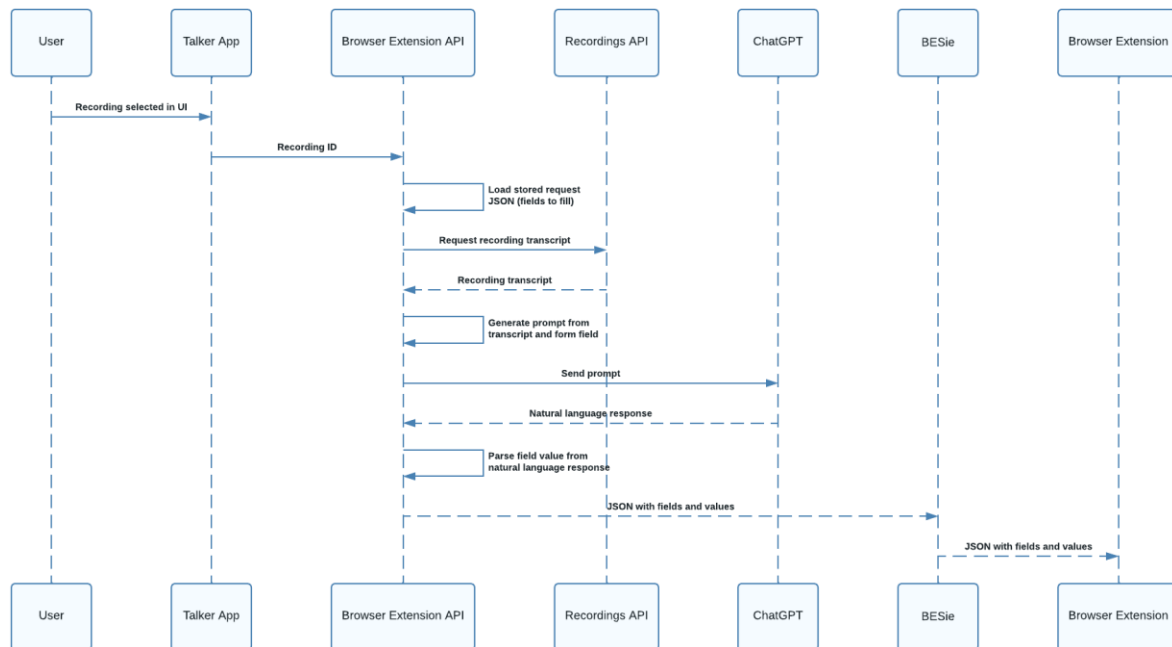 User
Talker App
Browser Extension API
Recordings API
ChatGPT
BESie
Browser Extension
Recording selected in UI
Recording ID
Load stored request
JSON (fields to fill)
Request recording transcript
Recording transcript
Generate prompt from
transcript and form field
Send prompt
Natural language response
Parse field value from
natural language response
JSON with fields and values
JSON with fields and values
User
Talker App
Browser Extension API
Recordings API
ChatGPT
BESie
Browser Extension